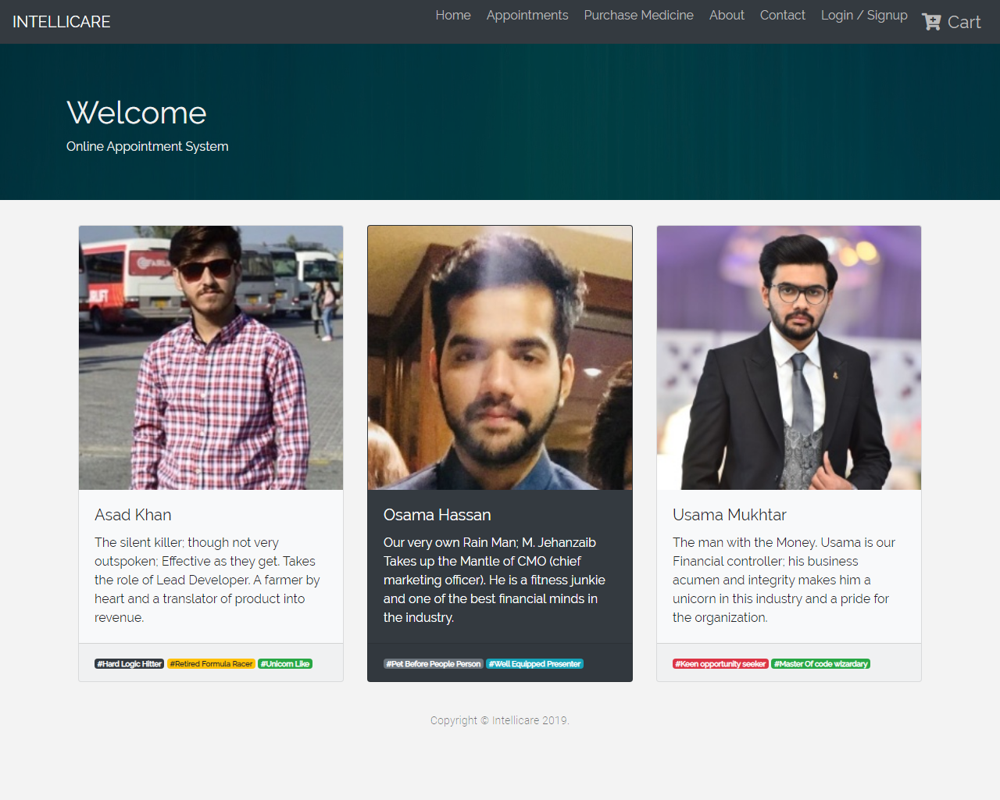 INTELLICARE
Home Appointments Purchase Medicine About Contact Login / Signup Cart
Welcome
Online Appointment System
Asad Khan
The silent killer; though not very
outspoken; Effective as they get. Takes
the role of Lead Developer. A farmer by
heart and a translator of product into
revenue.
#Hard Logic Hitter #Retired Formula Racer #Unicorn Like
Osama Hassan
Our very own Rain Man; M. Jehanzaib
Takes up the Mantle of CMO (chief
marketing officer). He is a fitness junkie
and one of the best financial minds in
the industry.
#Pet Before People Person #Well Equipped Presenter
Usama Mukhtar
The man with the Money. Usama is our
Financial controller; his business
acumen and integrity makes him a
unicorn in this industry and a pride for
the organization.
#Keen opportunity seeker #Master Of code wizardary
Copyright © Intellicare 2019.